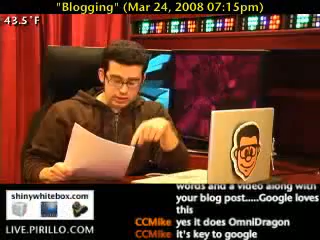 "Blogging" (Mar 24, 2008 07:15pm)
43.5°F
words and a video along with
your blog post.....Google loves
this
CCMike yes it does OmniDragon
CCMike it's key to google
shinywhitebox.com
LIVE.PIRILLO.COM